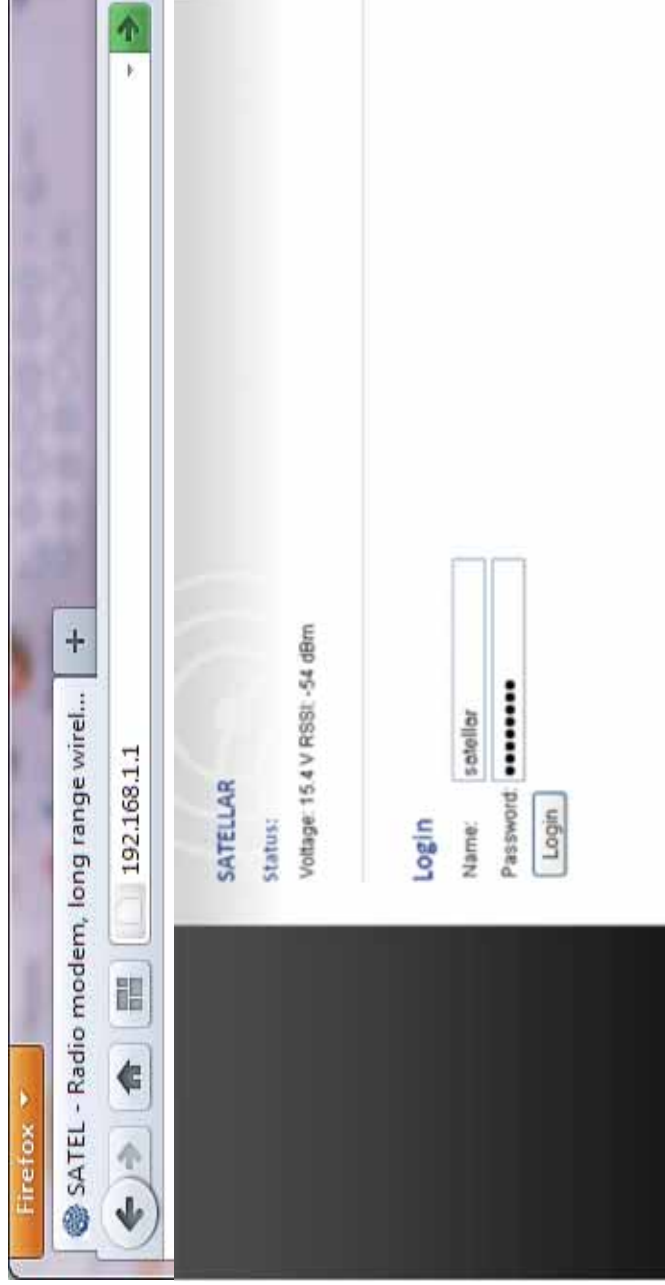 Firefox
SATEL - Radio modem, long range wirel...
192.168.1.1
SATELLAR
Status:
Voltage: 15.4 V RSSI: -54 dBm
Login
Name: satellar
Password: •••••••••
Login